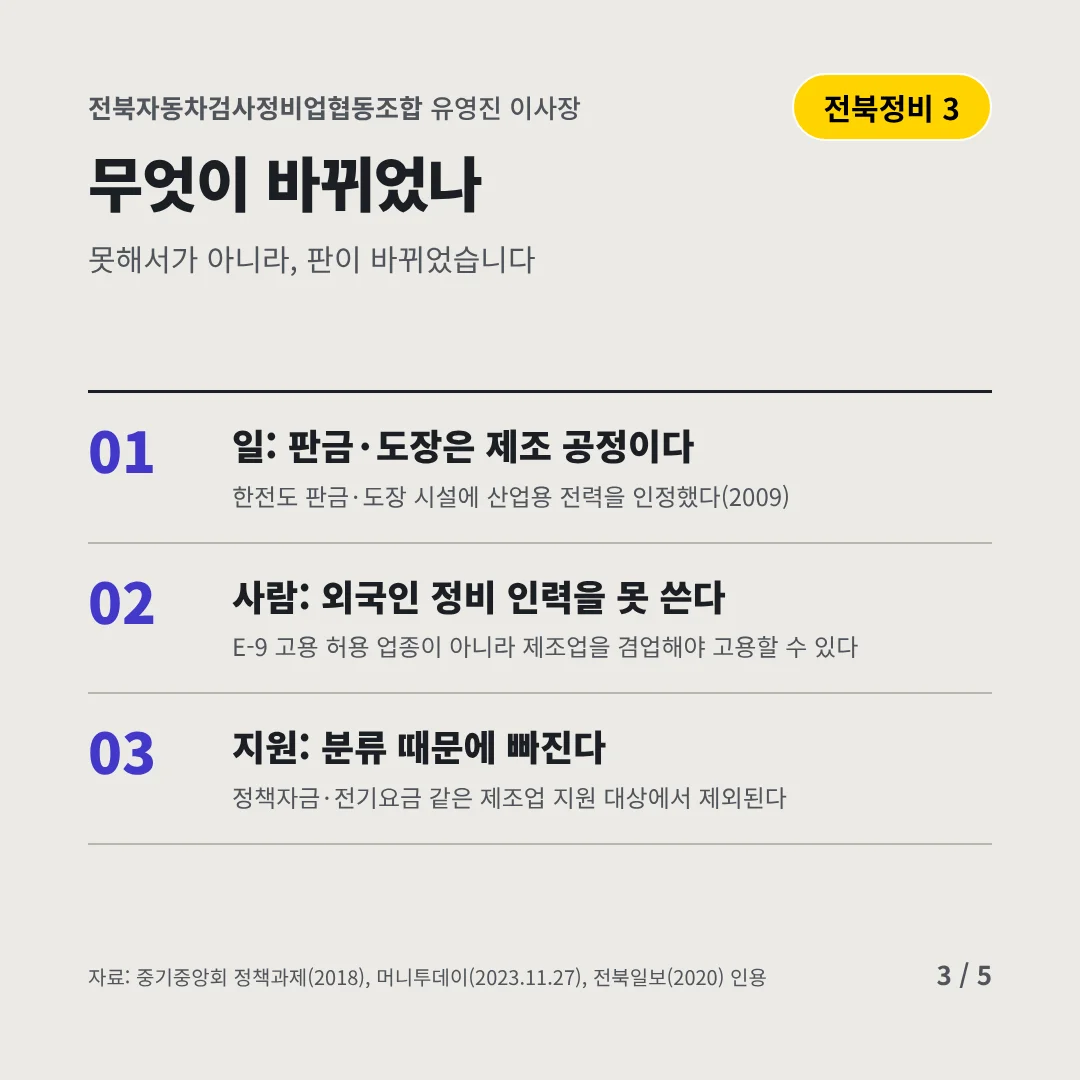 전북자동차검사정비업협동조합 유영진 이사장
전북정비 3
무엇이 바뀌었나
못해서가 아니라, 판이 바뀌었습니다
01
일: 판금·도장은 제조 공정이다
한전도 판금·도장 시설에 산업용 전력을 인정했다(2009)
02
사람: 외국인 정비 인력을 못 쓴다
E-9 고용 허용 업종이 아니라 제조업을 겸업해야 고용할 수 있다
03
지원: 분류 때문에 빠진다
정책자금·전기요금 같은 제조업 지원 대상에서 제외된다
자료: 중기중앙회 정책과제(2018), 머니투데이(2023.11.27), 전북일보(2020) 인용
3 / 5